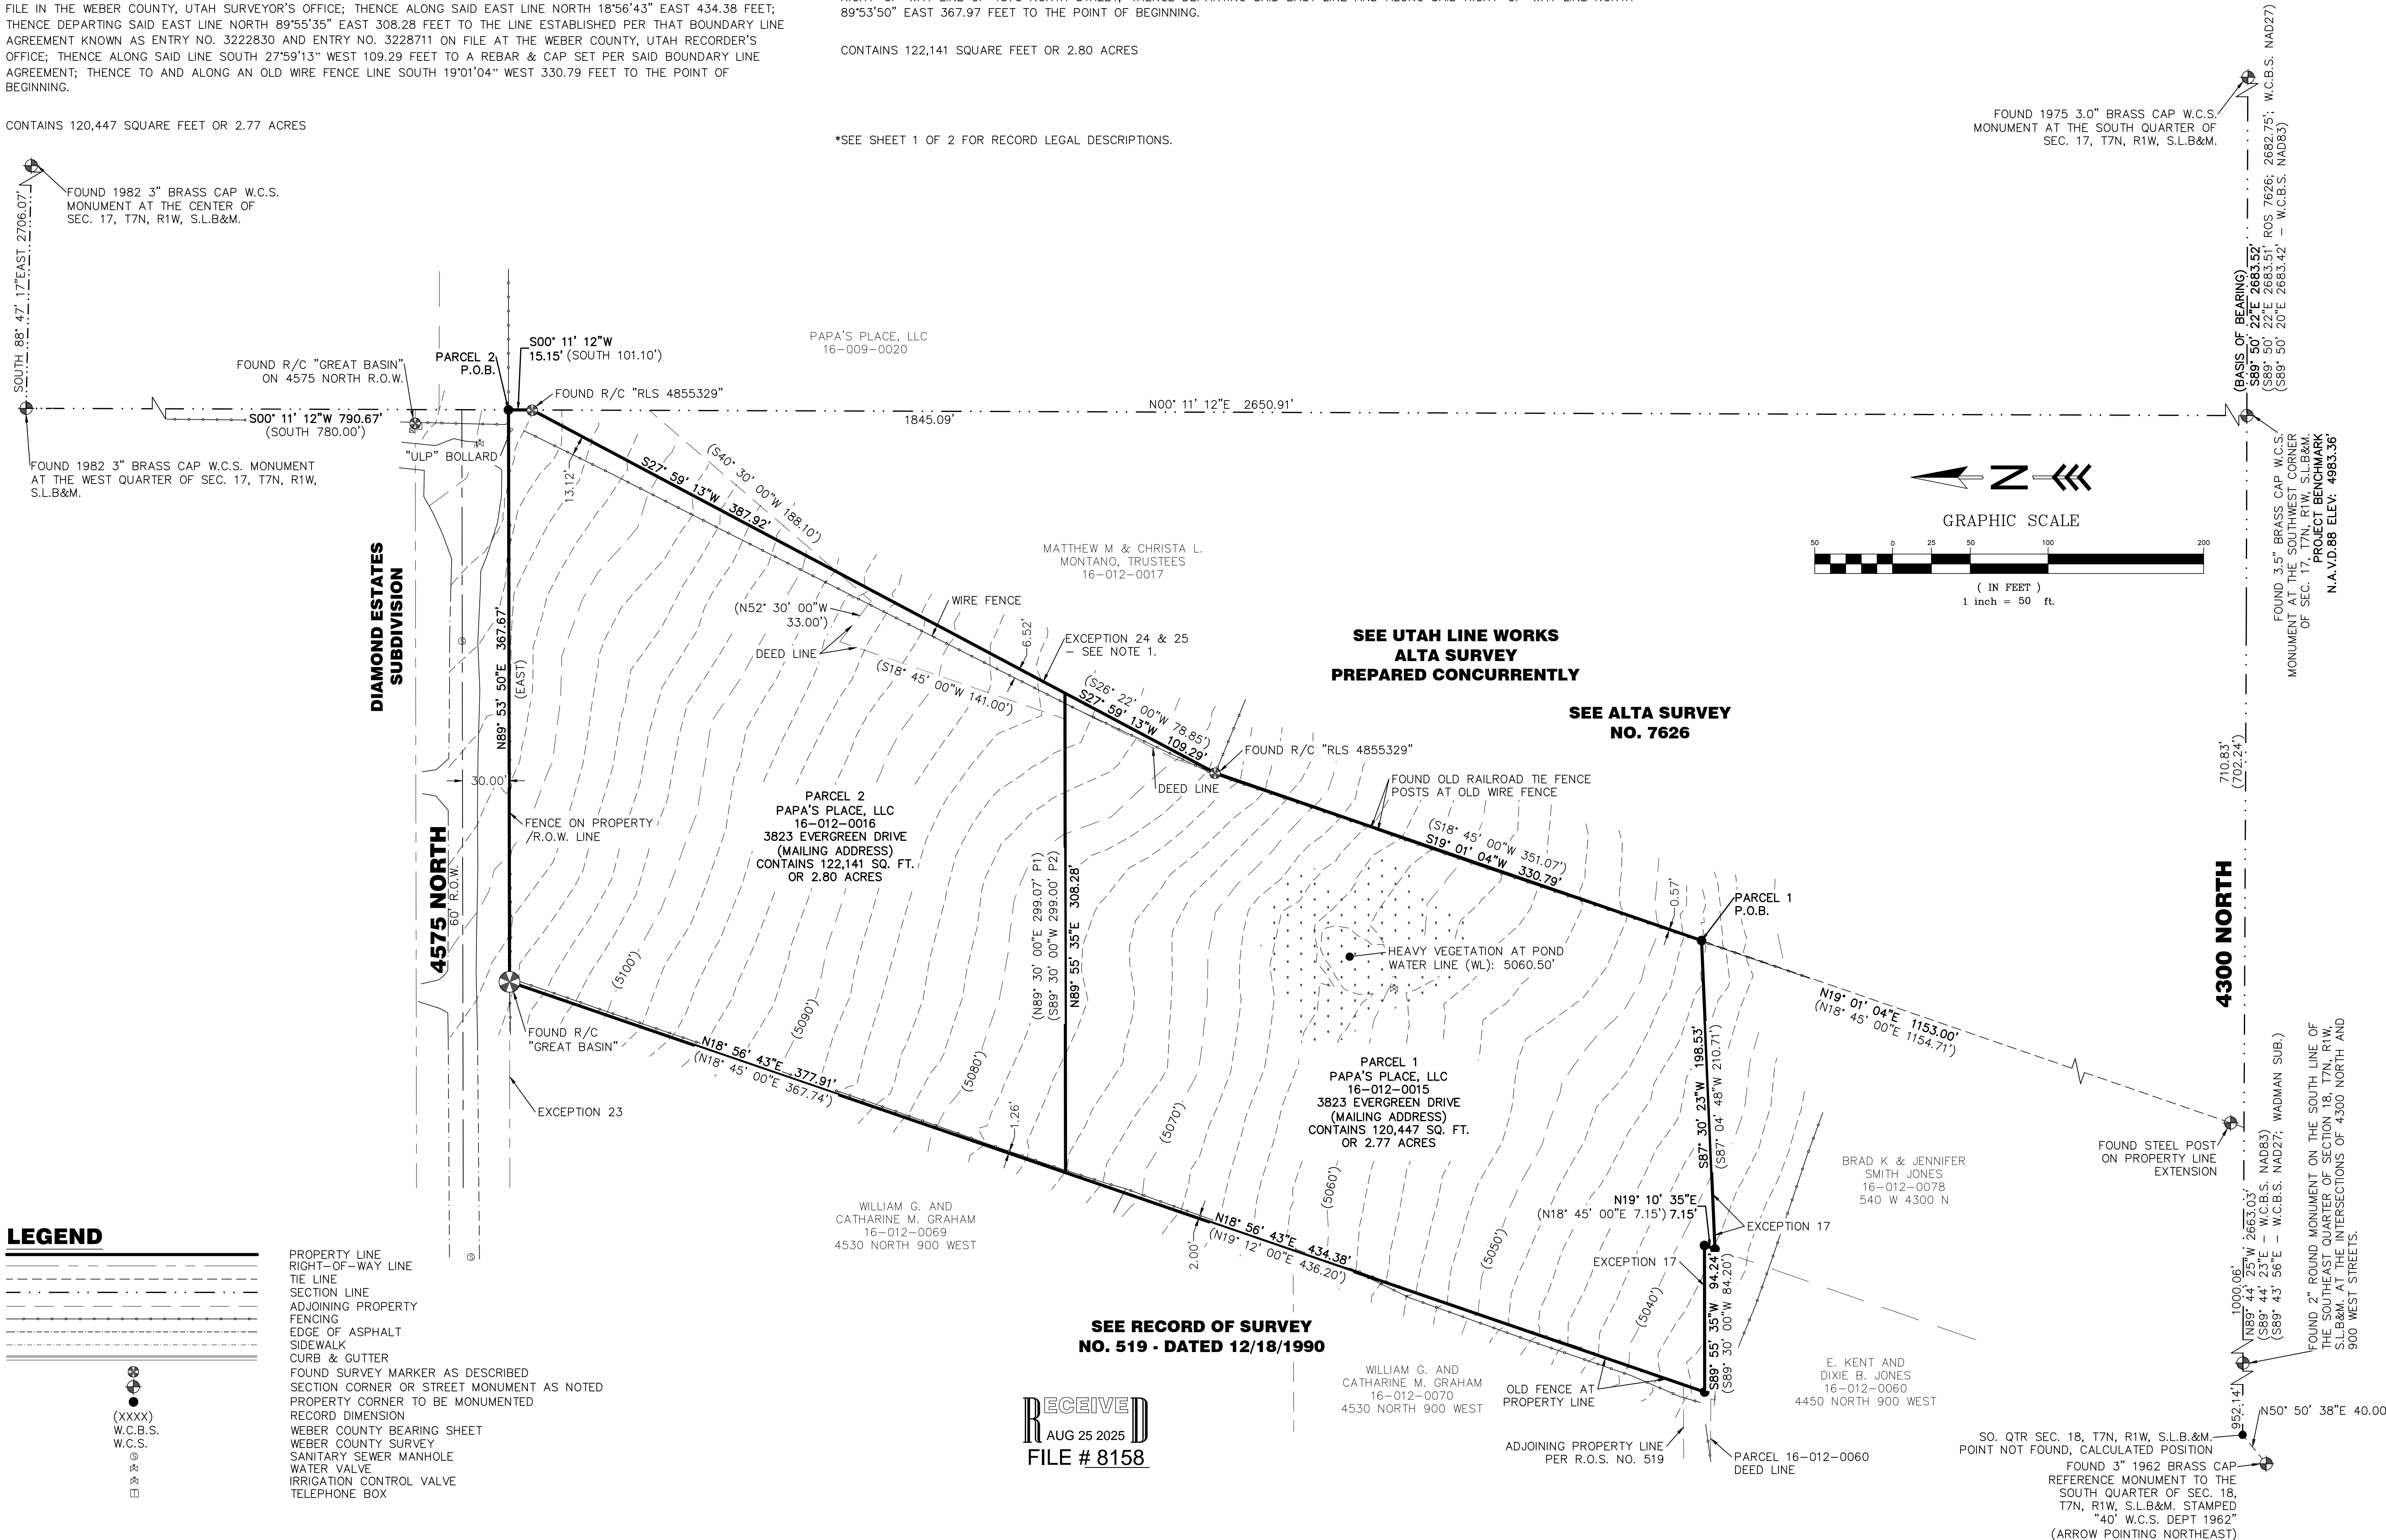 FILE IN THE WEBER COUNTY, UTAH SURVEYOR'S OFFICE; THENCE ALONG SAID EAST LINE NORTH 18°56'43" EAST 434.38 FEET;
THENCE DEPARTING SAID EAST LINE NORTH 89°55'35" EAST 308.28 FEET TO THE LINE ESTABLISHED PER THAT BOUNDARY LINE
AGREEMENT KNOWN AS ENTRY NO. 3222830 AND ENTRY NO. 3228711 ON FILE AT THE WEBER COUNTY, UTAH RECORDER'S
OFFICE; THENCE ALONG SAID LINE SOUTH 27°59'13" WEST 109.29 FEET TO A REBAR & CAP SET PER SAID BOUNDARY LINE
AGREEMENT; THENCE TO AND ALONG AN OLD WIRE FENCE LINE SOUTH 19°01'04" WEST 330.79 FEET TO THE POINT OF
BEGINNING.
CONTAINS 120,447 SQUARE FEET OR 2.77 ACRES
89°53'50" EAST 367.97 FEET TO THE POINT OF BEGINNING.
CONTAINS 122,141 SQUARE FEET OR 2.80 ACRES
*SEE SHEET 1 OF 2 FOR RECORD LEGAL DESCRIPTIONS.
FOUND 1975 3.0" BRASS CAP W.C.S.
MONUMENT AT THE SOUTH QUARTER OF
SEC. 17, T7N, R1W, S.L.B&M.
(BASIS OF BEARING)
S89° 50' 22"E 2683.52'
(S89° 50' 22"E 2683.51' ROS 7626; 2682.75'; W.C.B.S. NAD27)
(S89° 50' 20"E 2683.42' – W.C.B.S. NAD83)
FOUND 1982 3" BRASS CAP W.C.S.
MONUMENT AT THE CENTER OF
SEC. 17, T7N, R1W, S.L.B&M.
SOUTH 88° 47' 17"EAST 2706.07'
FOUND R/C "GREAT BASIN"
ON 4575 NORTH R.O.W.
PARCEL 2
P.O.B.
S00° 11' 12"W
15.15' (SOUTH 101.10')
FOUND R/C "RLS 4855329"
PAPA'S PLACE, LLC
16-009-0020
N00° 11' 12"E 2650.91'
1845.09'
S00° 11' 12"W 790.67'
(SOUTH 780.00')
"ULP" BOLLARD
FOUND 1982 3" BRASS CAP W.C.S. MONUMENT
AT THE WEST QUARTER OF SEC. 17, T7N, R1W,
S.L.B&M.
13.12'
S27° 59' 13"W 387.92'
(S40° 30' 00"W 188.10')
MATTHEW M & CHRISTA L.
MONTANO, TRUSTEES
16-012-0017
N
GRAPHIC SCALE
50 0 25 50 100 200
( IN FEET )
1 inch = 50 ft.
FOUND 3.5" BRASS CAP W.C.S.
MONUMENT AT THE SOUTHWEST CORNER
OF SEC. 17, T7N, R1W, S.L.B&M.
PROJECT BENCHMARK
N.A.V.D.88 ELEV: 4983.36'
DIAMOND ESTATES
SUBDIVISION
N89° 53' 50"E 367.67'
(EAST)
(N52° 30' 00"W
33.00')
DEED LINE
WIRE FENCE
6.52'
EXCEPTION 24 & 25
– SEE NOTE 1.
(S18° 45' 00"W 141.00')
(S26° 22' 00"W 78.85')
S27° 59' 13"W 109.29'
SEE UTAH LINE WORKS
ALTA SURVEY
PREPARED CONCURRENTLY
SEE ALTA SURVEY
NO. 7626
FOUND R/C "RLS 4855329"
DEED LINE
FOUND OLD RAILROAD TIE FENCE
POSTS AT OLD WIRE FENCE
30.00'
FENCE ON PROPERTY
R.O.W. LINE
4575 NORTH
60' R.O.W.
PARCEL 2
PAPA'S PLACE, LLC
16-012-0016
3823 EVERGREEN DRIVE
(MAILING ADDRESS)
CONTAINS 122,141 SQ. FT.
OR 2.80 ACRES
(N89° 30' 00"E 299.07' P1)
(S89° 30' 00"W 299.00' P2)
N89° 55' 35"E 308.28'
(S18° 45' 00"W 351.07')
S19° 01' 04"W 330.79'
0.57'
PARCEL 1
P.O.B.
HEAVY VEGETATION AT POND
WATER LINE (WL): 5060.50'
710.83'
(702.24')
4300 NORTH
N19° 01' 04"E 1153.00'
(N18° 45' 00"E 1154.71')
(5100')
(5090')
(5080')
(5070')
(5060')
(5050')
(5040')
FOUND R/C
"GREAT BASIN"
N18° 56' 43"E 377.91'
(N18° 45' 00"E 367.74')
EXCEPTION 23
1.26'
PARCEL 1
PAPA'S PLACE, LLC
16-012-0015
3823 EVERGREEN DRIVE
(MAILING ADDRESS)
CONTAINS 120,447 SQ. FT.
OR 2.77 ACRES
S87° 30' 23"W 198.53'
(S87° 04' 48"W 210.71')
N19° 10' 35"E
(N18° 45' 00"E 7.15') 7.15'
EXCEPTION 17
EXCEPTION 17
BRAD K & JENNIFER
SMITH JONES
16-012-0078
540 W 4300 N
FOUND STEEL POST
ON PROPERTY LINE
EXTENSION
WILLIAM G. AND
CATHARINE M. GRAHAM
16-012-0069
4530 NORTH 900 WEST
2.00'
N18° 56' 43"E 434.38'
(N19° 12' 00"E 436.20')
S89° 55' 35"W 94.24'
(S89° 30' 00"W 84.20')
1000.06'
N89° 44' 25"W 2663.03'
(S89° 44' 23"E – W.C.B.S. NAD83)
(S89° 43' 56"E – W.C.B.S. NAD27; WADMAN SUB.)
FOUND 2" ROUND MONUMENT ON THE SOUTH LINE OF
THE SOUTHEAST QUARTER OF SECTION 18, T7N, R1W,
S.L.B&M. AT THE INTERSECTIONS OF 4300 NORTH AND
900 WEST STREETS.
SEE RECORD OF SURVEY
NO. 519 - DATED 12/18/1990
WILLIAM G. AND
CATHARINE M. GRAHAM
16-012-0070
4530 NORTH 900 WEST
OLD FENCE AT
PROPERTY LINE
E. KENT AND
DIXIE B. JONES
16-012-0060
4450 NORTH 900 WEST
ADJOINING PROPERTY LINE
PER R.O.S. NO. 519
PARCEL 16-012-0060
DEED LINE
952.14'
N50° 50' 38"E 40.00
SO. QTR SEC. 18, T7N, R1W, S.L.B.&M.
POINT NOT FOUND, CALCULATED POSITION
FOUND 3" 1962 BRASS CAP
REFERENCE MONUMENT TO THE
SOUTH QUARTER OF SEC. 18,
T7N, R1W, S.L.B&M. STAMPED
"40' W.C.S. DEPT 1962"
(ARROW POINTING NORTHEAST)
RECEIVED
AUG 25 2025
FILE # 8158
LEGEND
PROPERTY LINE
RIGHT-OF-WAY LINE
TIE LINE
SECTION LINE
ADJOINING PROPERTY
FENCING
EDGE OF ASPHALT
SIDEWALK
CURB & GUTTER
FOUND SURVEY MARKER AS DESCRIBED
SECTION CORNER OR STREET MONUMENT AS NOTED
PROPERTY CORNER TO BE MONUMENTED
(XXXX) RECORD DIMENSION
W.C.B.S. WEBER COUNTY BEARING SHEET
W.C.S. WEBER COUNTY SURVEY
SANITARY SEWER MANHOLE
WATER VALVE
IRRIGATION CONTROL VALVE
TELEPHONE BOX